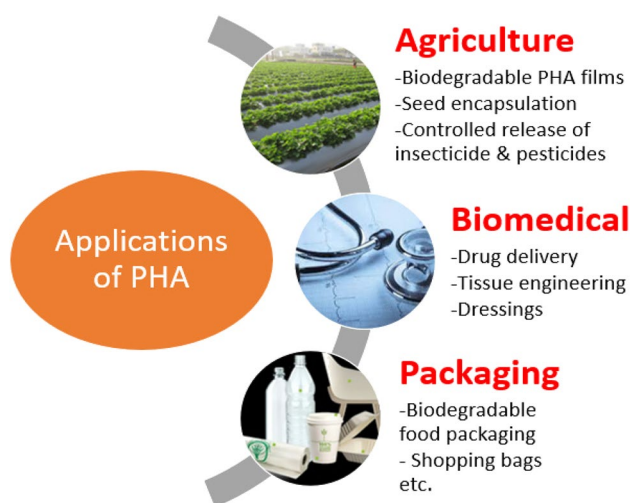 Applications
of PHA
Agriculture
-Biodegradable PHA films
-Seed encapsulation
-Controlled release of
insecticide & pesticides
Biomedical
-Drug delivery
-Tissue engineering
-Dressings
Packaging
-Biodegradable
food packaging
- Shopping bags
etc.